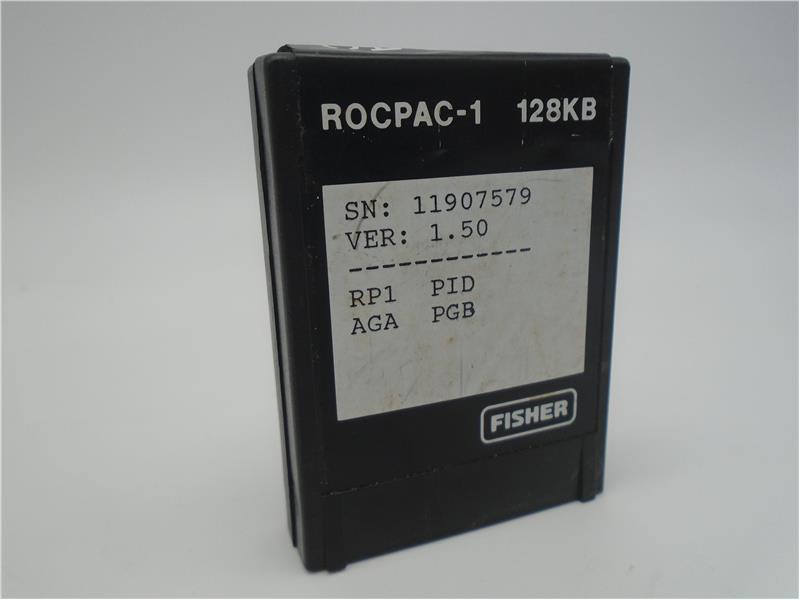 ROCPAC-1 128KB
SN: 11907579
VER: 1.50
------------
RP1 PID
AGA PGB
FISHER